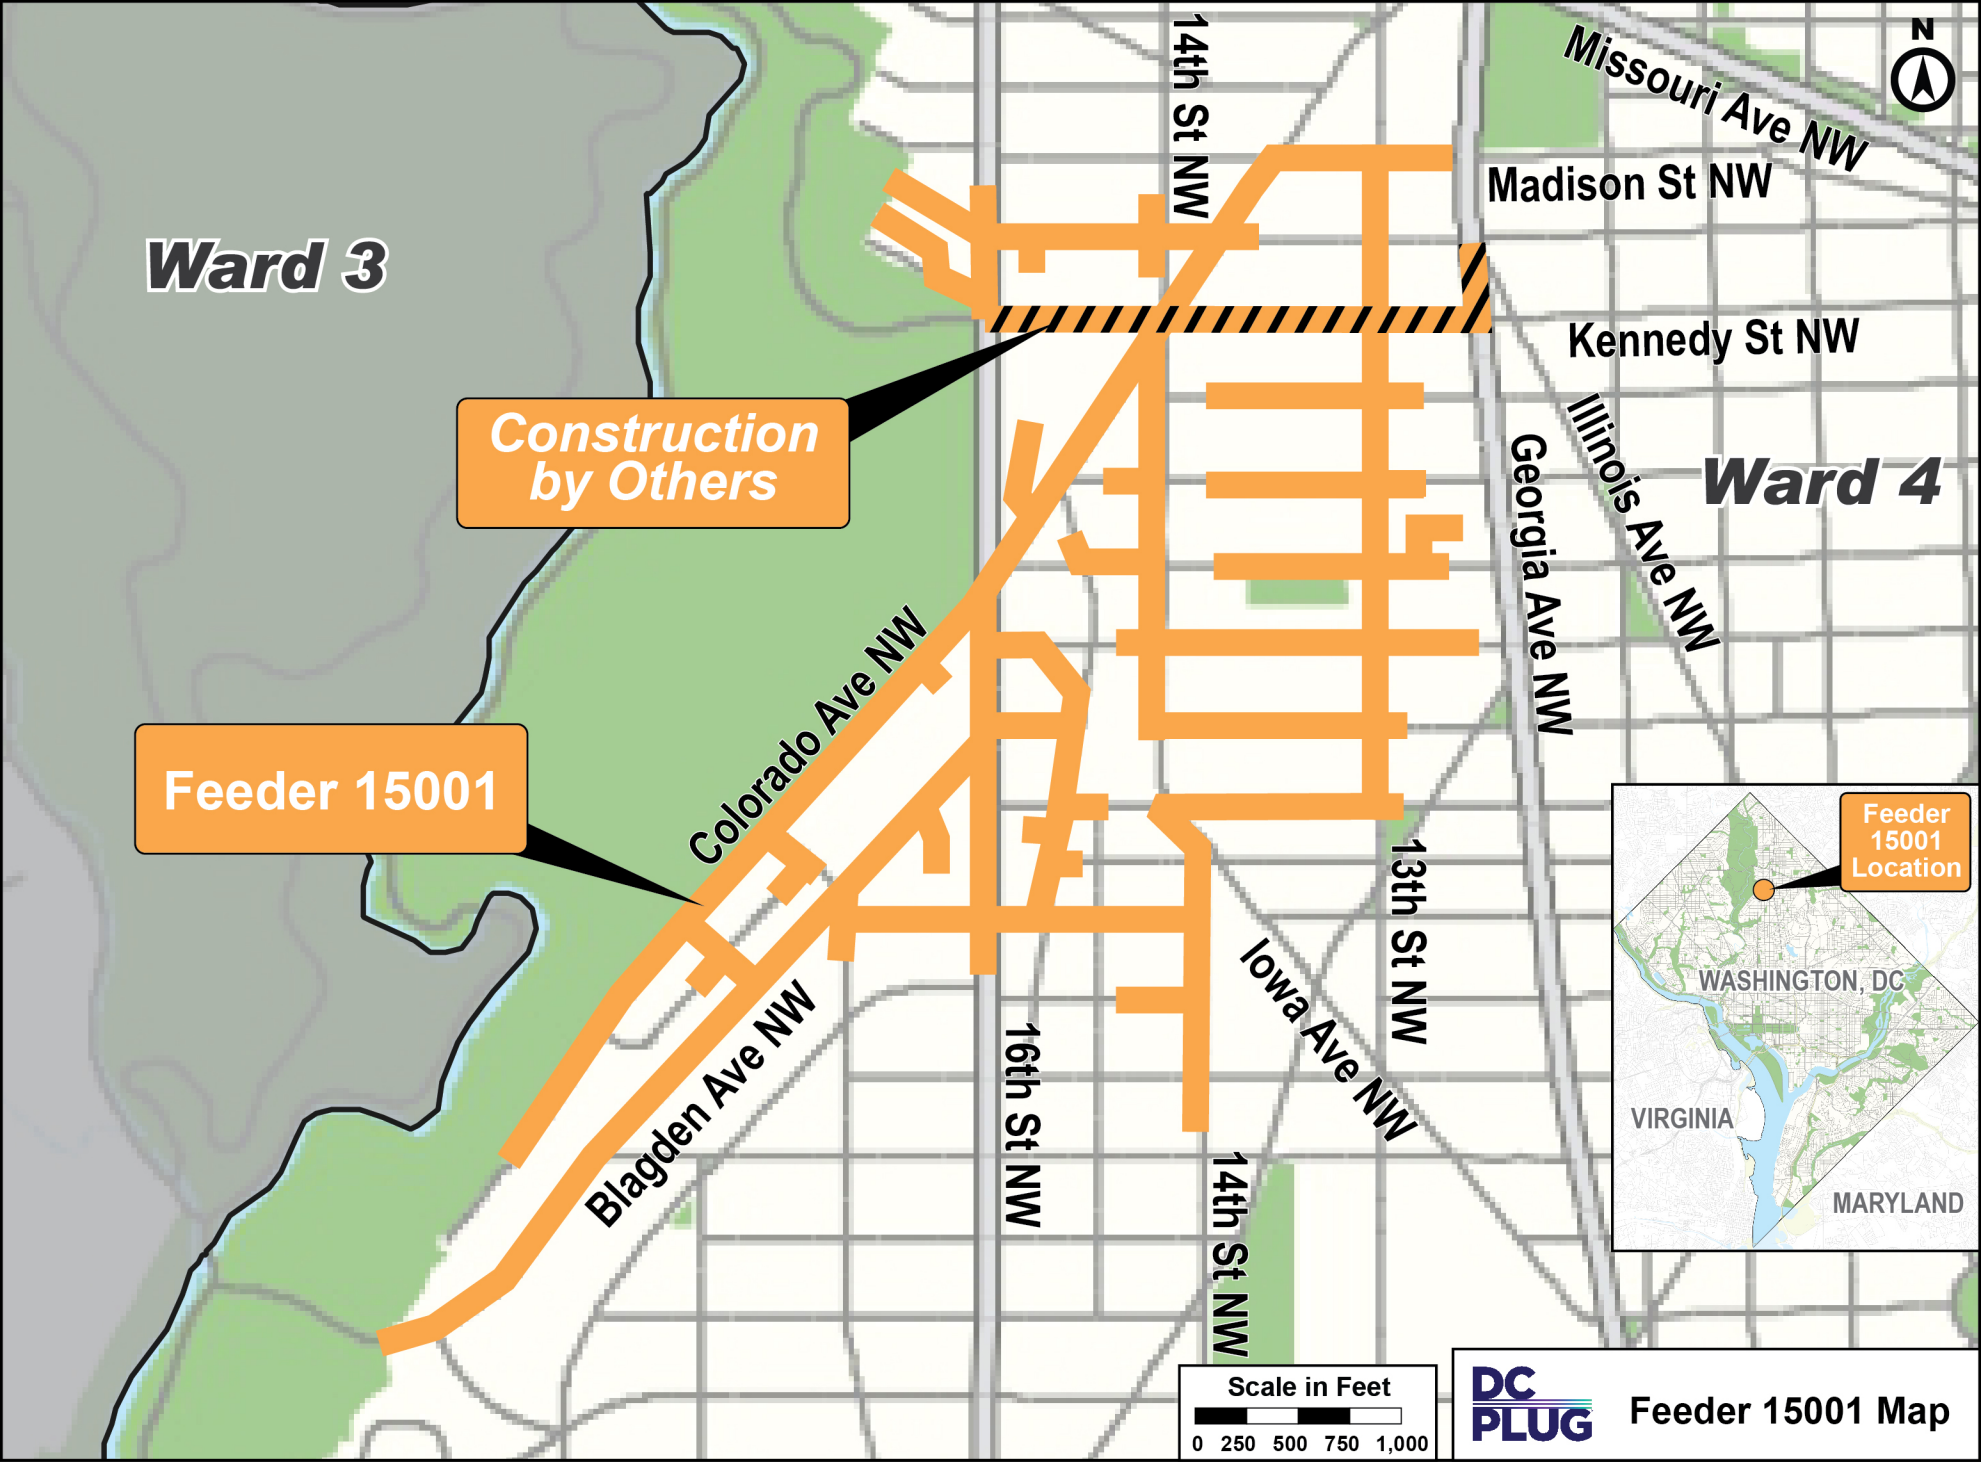 N
14th St NW
Missouri Ave NW
Madison St NW
Ward 3
Kennedy St NW
Construction
by Others
Illinois Ave NW
Georgia Ave NW
Ward 4
Colorado Ave NW
Feeder 15001
13th St NW
Iowa Ave NW
Blagden Ave NW
16th St NW
14th St NW
Feeder
15001
Location
WASHINGTON, DC
VIRGINIA
MARYLAND
Scale in Feet
0 250 500 750 1,000
DC
PLUG
Feeder 15001 Map